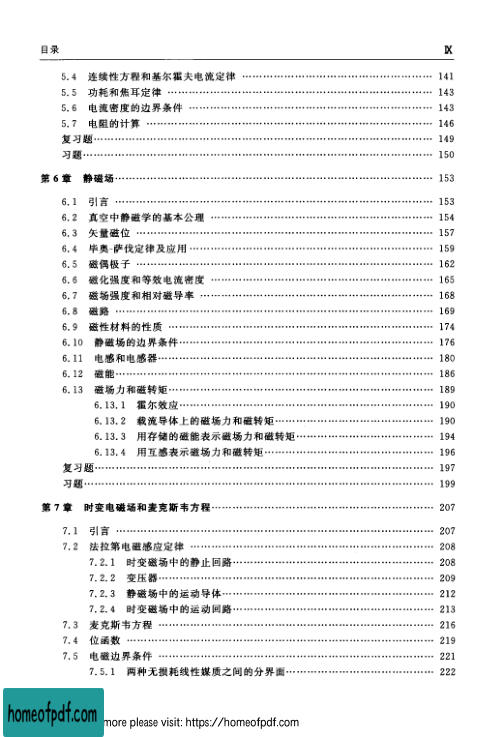 目录 Ⅸ
5.4 连续性方程和基尔霍夫电流定律 …… 141
5.5 功耗和焦耳定律 …… 143
5.6 电流密度的边界条件 …… 143
5.7 电阻的计算 …… 146
复习题 …… 149
习题 …… 150
第 6 章 静磁场 …… 153
6.1 引言 …… 153
6.2 真空中静磁学的基本公理 …… 154
6.3 矢量磁位 …… 157
6.4 毕奥-萨伐定律及应用 …… 159
6.5 磁偶极子 …… 162
6.6 磁化强度和等效电流密度 …… 165
6.7 磁场强度和相对磁导率 …… 168
6.8 磁路 …… 169
6.9 磁性材料的性质 …… 174
6.10 静磁场的边界条件 …… 176
6.11 电感和电感器 …… 180
6.12 磁能 …… 186
6.13 磁场力和磁转矩 …… 189
6.13.1 霍尔效应 …… 190
6.13.2 载流导体上的磁场力和磁转矩 …… 190
6.13.3 用存储的磁能表示磁场力和磁转矩 …… 194
6.13.4 用互感表示磁场力和磁转矩 …… 196
复习题 …… 197
习题 …… 199
第 7 章 时变电磁场和麦克斯韦方程 …… 207
7.1 引言 …… 207
7.2 法拉第电磁感应定律 …… 208
7.2.1 时变磁场中的静止回路 …… 208
7.2.2 变压器 …… 209
7.2.3 静磁场中的运动导体 …… 212
7.2.4 时变磁场中的运动回路 …… 213
7.3 麦克斯韦方程 …… 216
7.4 位函数 …… 219
7.5 电磁边界条件 …… 221
7.5.1 两种无损耗线性媒质之间的分界面 …… 222
homeofpdf.com more please visit: https://homeofpdf.com